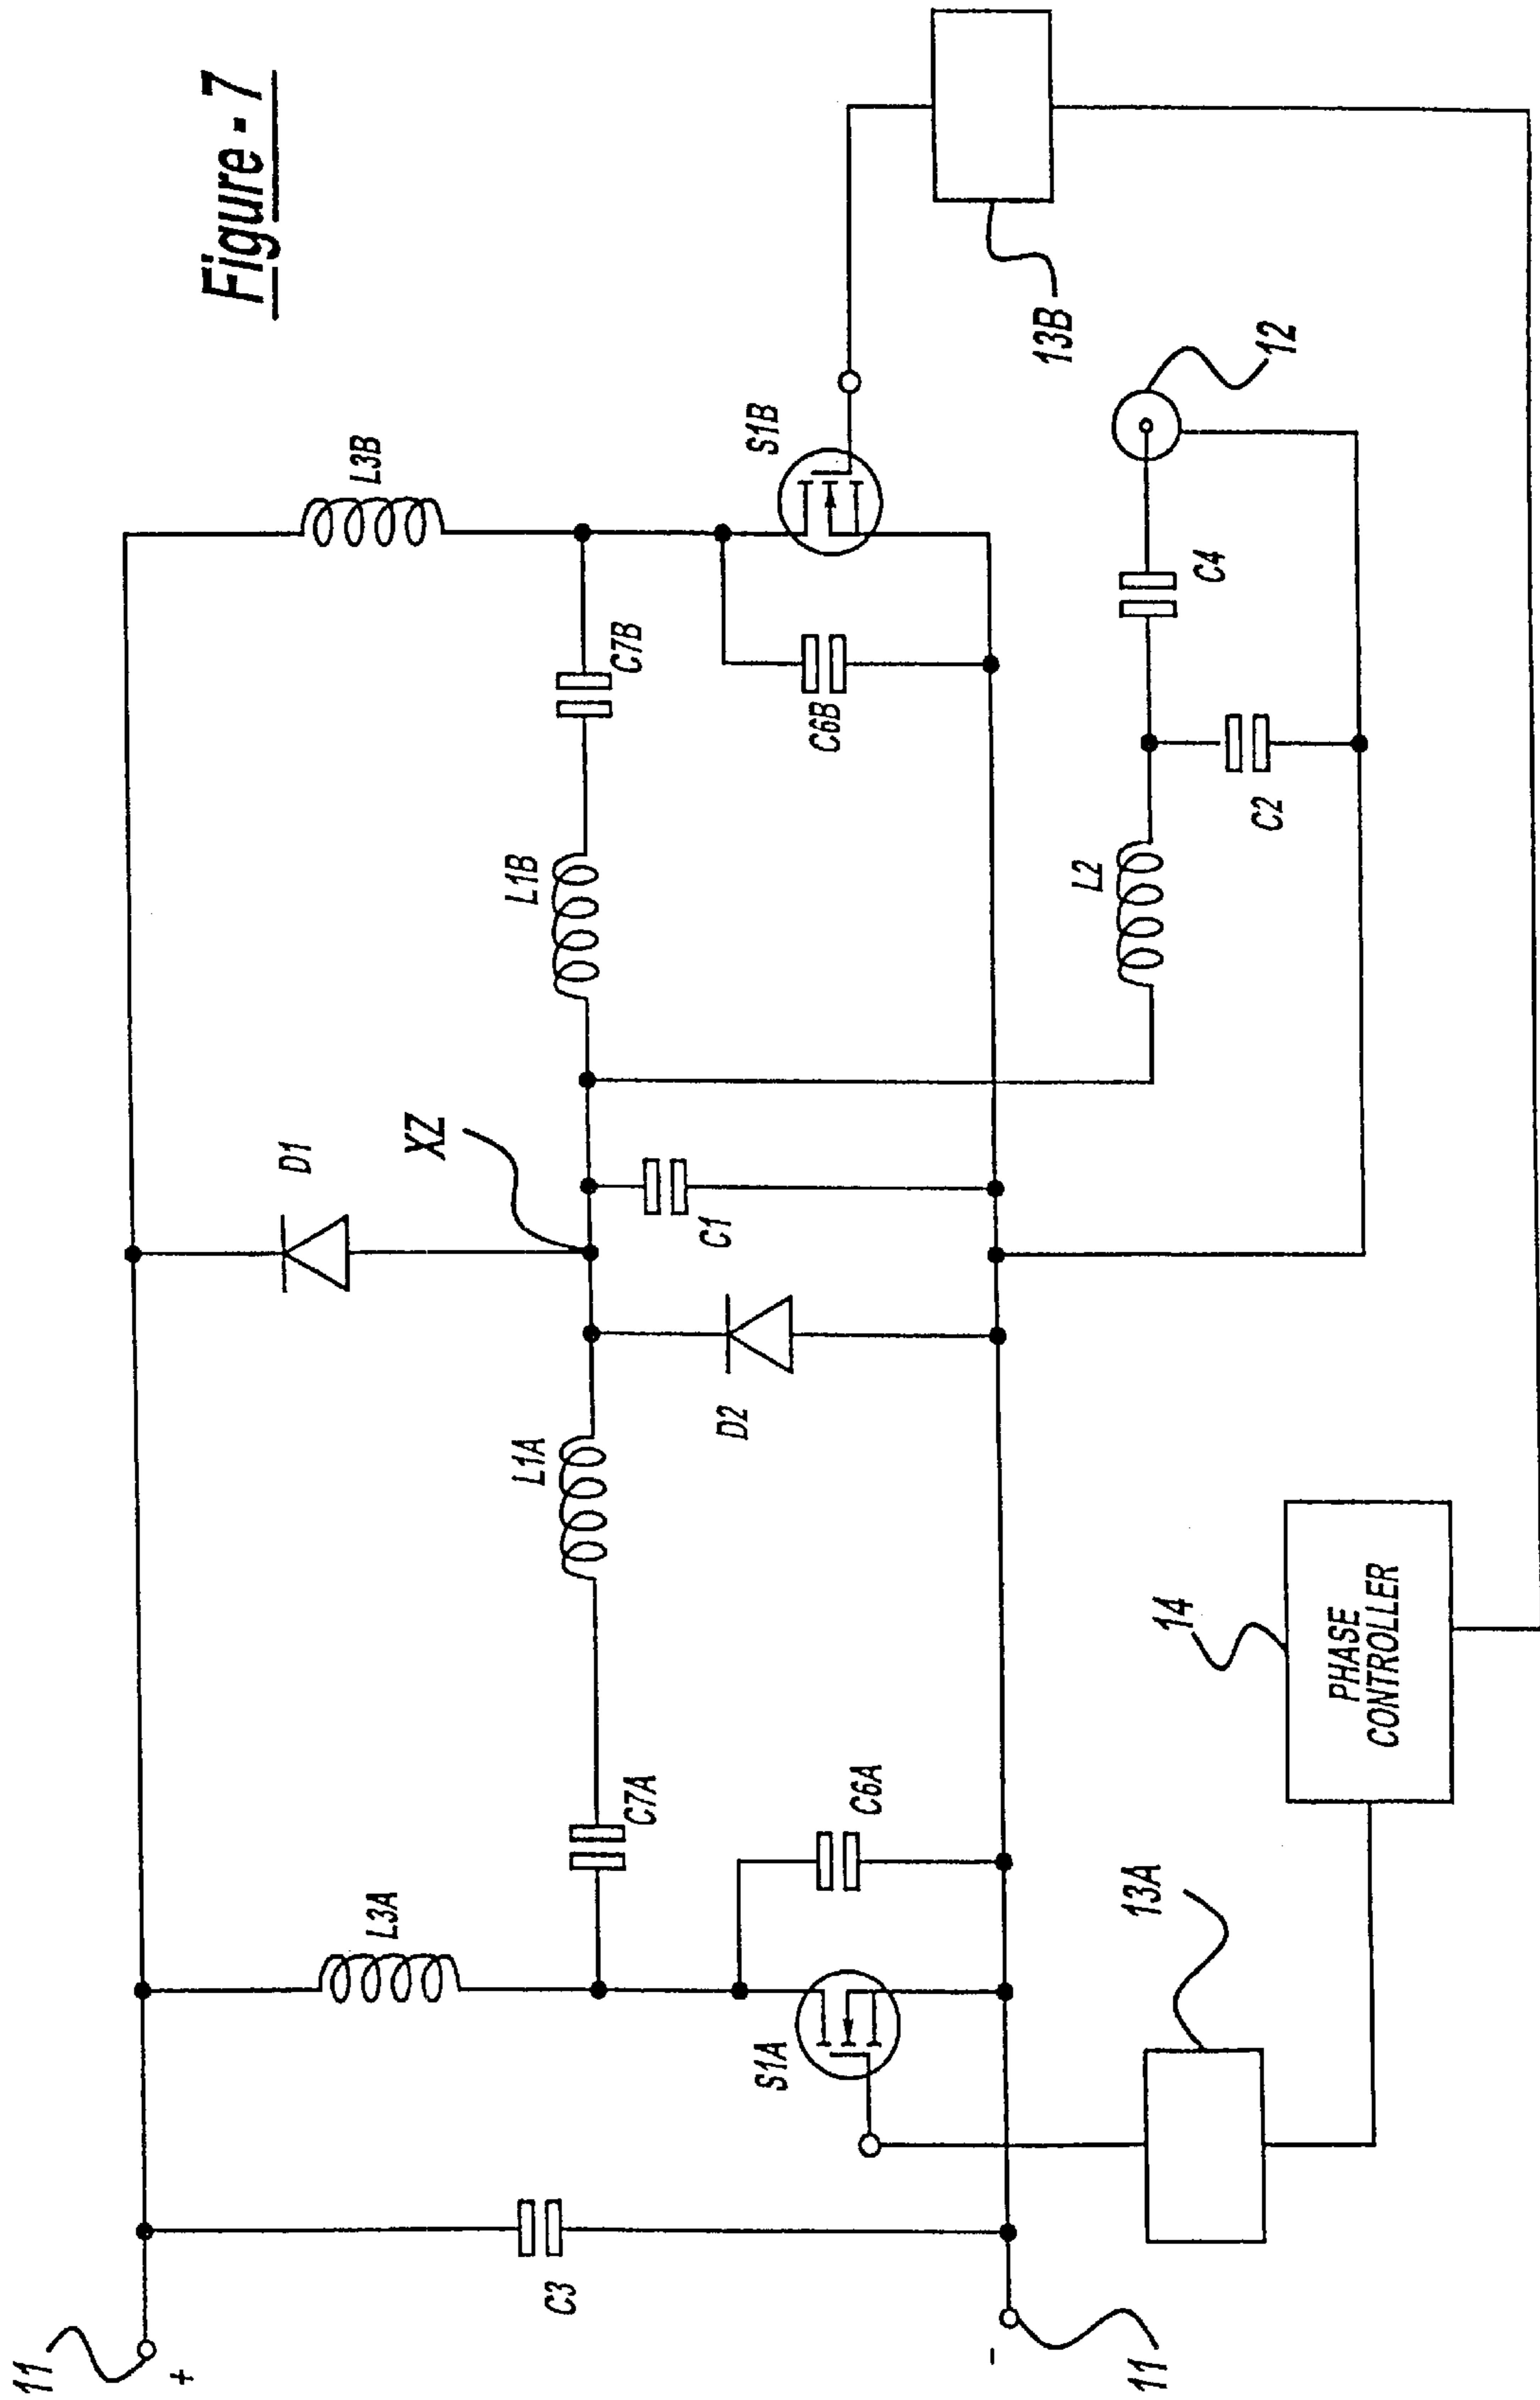 Figure - 7
11
+
C3
L3A
C7A
L1A
D1
XZ
L1B
C7B
L3B
S1A
C6A
D2
C1
C6B
S1B
-
11
13A
14
PHASE
CONTROLLER
L2
C2
C4
12
13B